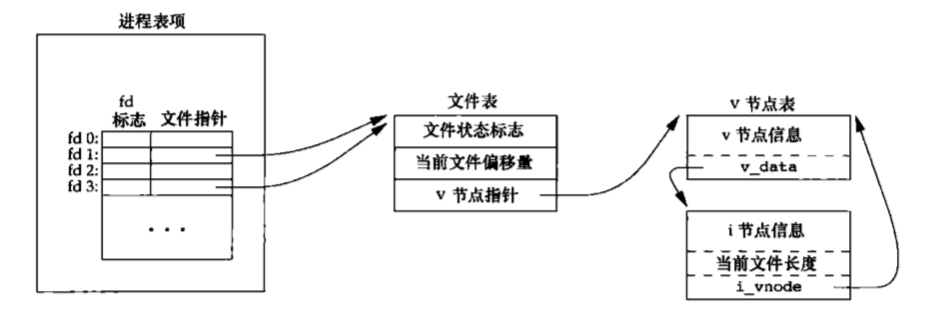 进程表项
fd
标志 文件指针
fd 0:
fd 1:
fd 2:
fd 3:
···
文件表
文件状态标志
当前文件偏移量
v 节点指针
v 节点表
v 节点信息
v_data
i 节点信息
当前文件长度
i_vnode